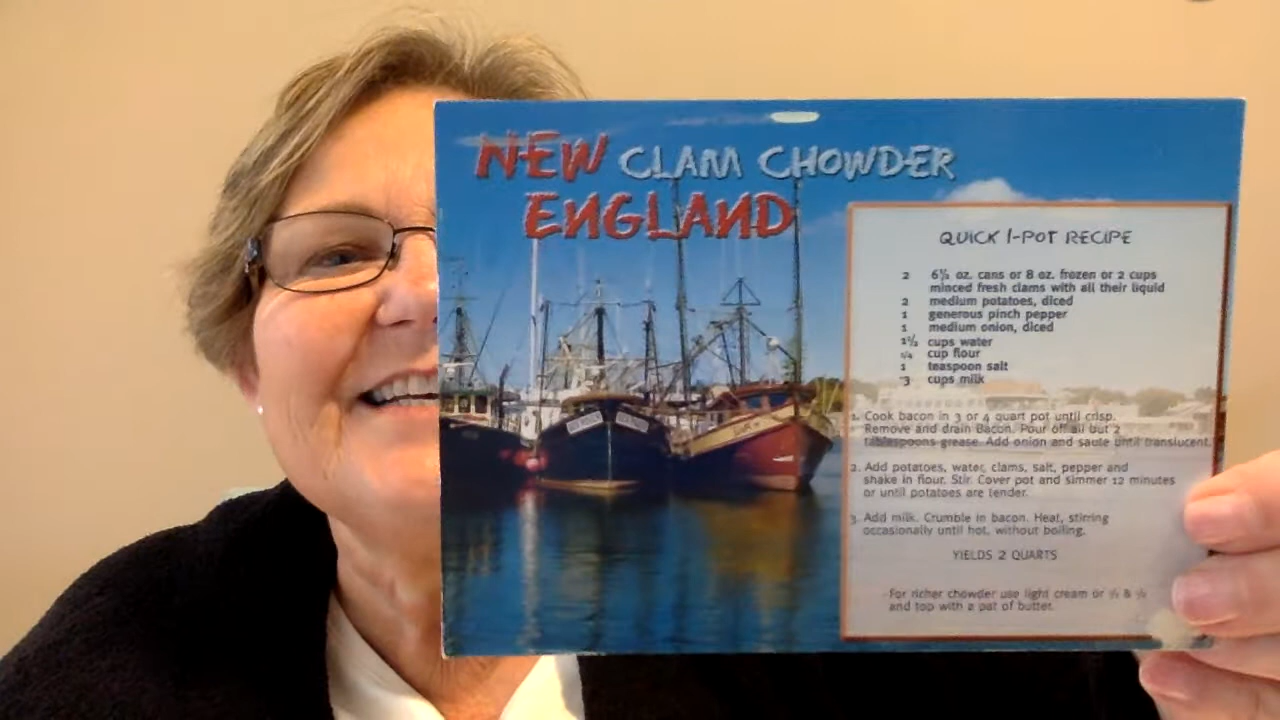 NEW CLAM CHOWDER
ENGLAND
QUICK 1-POT RECIPE
2 6½ oz. cans or 8 oz. frozen or 2 cups
minced fresh clams with all their liquid
2 medium potatoes, diced
1 generous pinch pepper
1 medium onion, diced
1½ cups water
1/4 cup flour
1 teaspoon salt
3 cups milk
1. Cook bacon in 3 or 4 quart pot until crisp.
Remove and drain Bacon. Pour off all but 2
tablespoons grease. Add onion and saute until translucent.
2. Add potatoes, water, clams, salt, pepper and
shake in flour. Stir. Cover pot and simmer 12 minutes
or until potatoes are tender.
3. Add milk. Crumble in bacon. Heat, stirring
occasionally until hot, without boiling.
YIELDS 2 QUARTS
For richer chowder use light cream or ½ & ½
and top with a pat of butter.